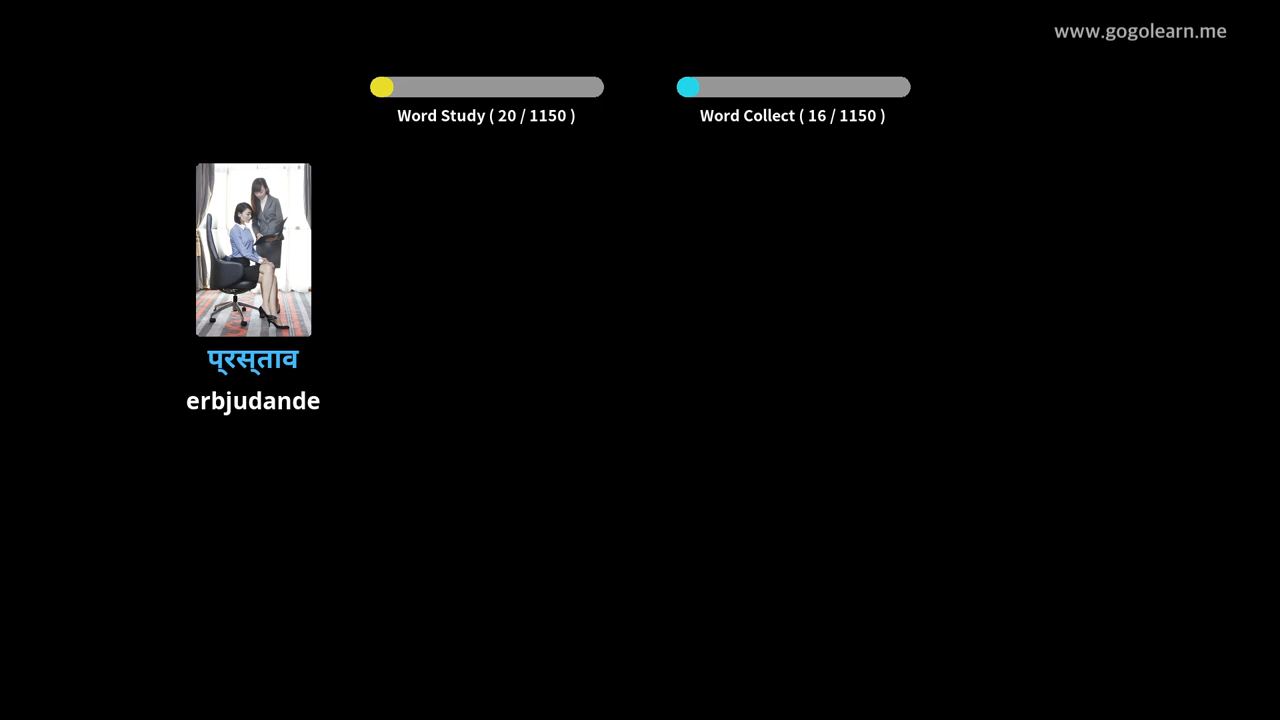 www.gogolearn.me
Word Study ( 20 / 1150 )
Word Collect ( 16 / 1150 )
प्रस्ताव
erbjudande